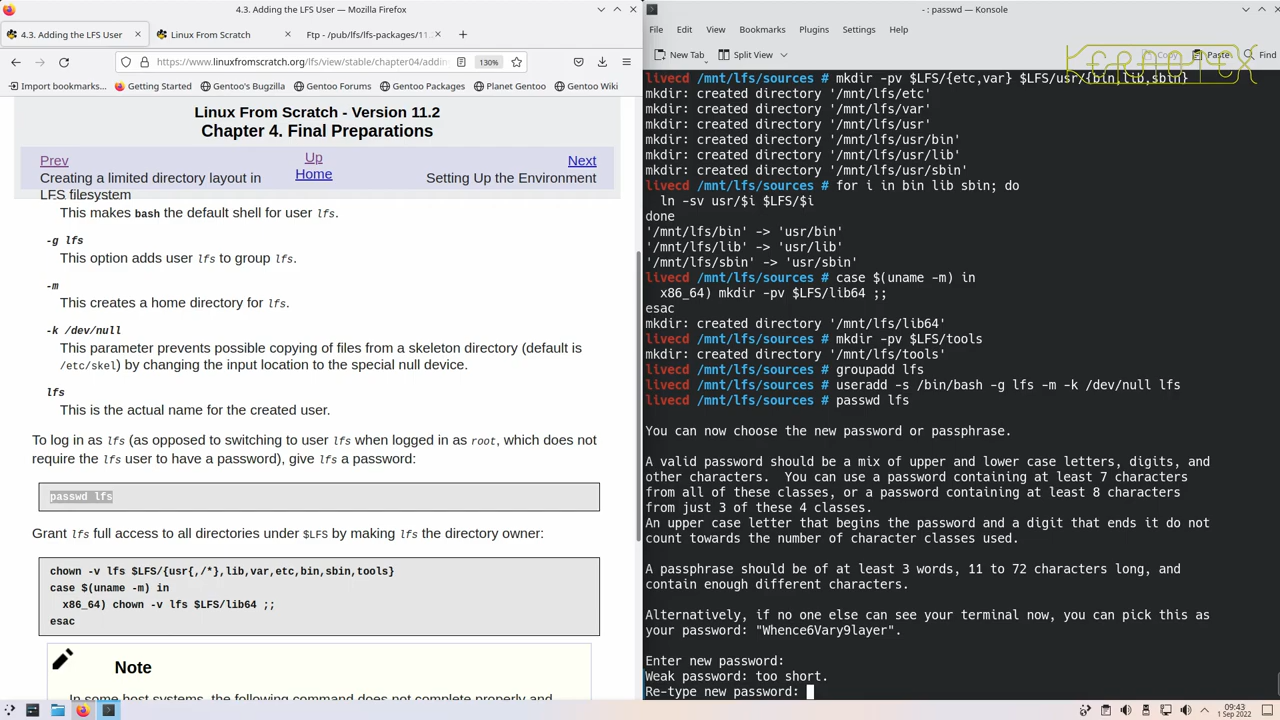 4.3. Adding the LFS User — Mozilla Firefox
4.3. Adding the LFS User
Linux From Scratch
Ftp - /pub/lfs/lfs-packages/11.
https://www.linuxfromscratch.org/lfs/view/stable/chapter04/addin
130%
Import bookmarks...
Getting Started
Gentoo's Bugzilla
Gentoo Forums
Gentoo Packages
Planet Gentoo
Gentoo Wiki
Linux From Scratch - Version 11.2
Chapter 4. Final Preparations
Prev
Up
Next
Creating a limited directory layout in
LFS filesystem
Home
Setting Up the Environment
This makes bash the default shell for user lfs.
-g lfs
This option adds user lfs to group lfs.
-m
This creates a home directory for lfs.
-k /dev/null
This parameter prevents possible copying of files from a skeleton directory (default is
/etc/skel) by changing the input location to the special null device.
lfs
This is the actual name for the created user.
To log in as lfs (as opposed to switching to user lfs when logged in as root, which does not
require the lfs user to have a password), give lfs a password:
passwd lfs
Grant lfs full access to all directories under $LFS by making lfs the directory owner:
chown -v lfs $LFS/{usr{,/*},lib,var,etc,bin,sbin,tools}
case $(uname -m) in
x86_64) chown -v lfs $LFS/lib64 ;;
esac
Note
In some host systems, the following command does not complete properly and
- : passwd — Konsole
File Edit View Bookmarks Plugins Settings Help
New Tab Split View Copy Paste Find
KERNOTEX
livecd /mnt/lfs/sources # mkdir -pv $LFS/{etc,var} $LFS/usr/{bin,lib,sbin}
mkdir: created directory '/mnt/lfs/etc'
mkdir: created directory '/mnt/lfs/var'
mkdir: created directory '/mnt/lfs/usr'
mkdir: created directory '/mnt/lfs/usr/bin'
mkdir: created directory '/mnt/lfs/usr/lib'
mkdir: created directory '/mnt/lfs/usr/sbin'
livecd /mnt/lfs/sources # for i in bin lib sbin; do
ln -sv usr/$i $LFS/$i
done
'/mnt/lfs/bin' -> 'usr/bin'
'/mnt/lfs/lib' -> 'usr/lib'
'/mnt/lfs/sbin' -> 'usr/sbin'
livecd /mnt/lfs/sources # case $(uname -m) in
x86_64) mkdir -pv $LFS/lib64 ;;
esac
mkdir: created directory '/mnt/lfs/lib64'
livecd /mnt/lfs/sources # mkdir -pv $LFS/tools
mkdir: created directory '/mnt/lfs/tools'
livecd /mnt/lfs/sources # groupadd lfs
livecd /mnt/lfs/sources # useradd -s /bin/bash -g lfs -m -k /dev/null lfs
livecd /mnt/lfs/sources # passwd lfs
You can now choose the new password or passphrase.
A valid password should be a mix of upper and lower case letters, digits, and
other characters. You can use a password containing at least 7 characters
from all of these classes, or a password containing at least 8 characters
from just 3 of these 4 classes.
An upper case letter that begins the password and a digit that ends it do not
count towards the number of character classes used.
A passphrase should be of at least 3 words, 11 to 72 characters long, and
contain enough different characters.
Alternatively, if no one else can see your terminal now, you can pick this as
your password: "Whence6Vary9layer".
Enter new password:
Weak password: too short.
Re-type new password:
09:43
1 Sep 2022